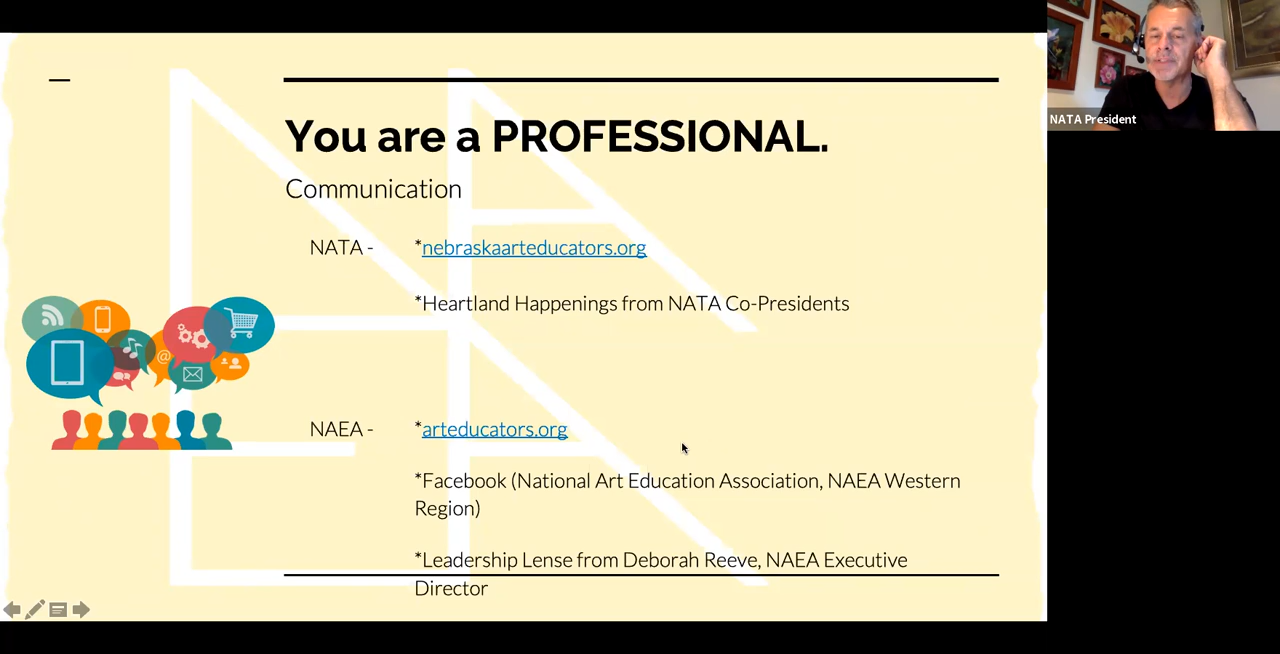 You are a PROFESSIONAL.
Communication
NATA - *nebraskaarteducators.org
*Heartland Happenings from NATA Co-Presidents
NAEA - *arteducators.org
*Facebook (National Art Education Association, NAEA Western
Region)
*Leadership Lense from Deborah Reeve, NAEA Executive
Director
@
NATA President